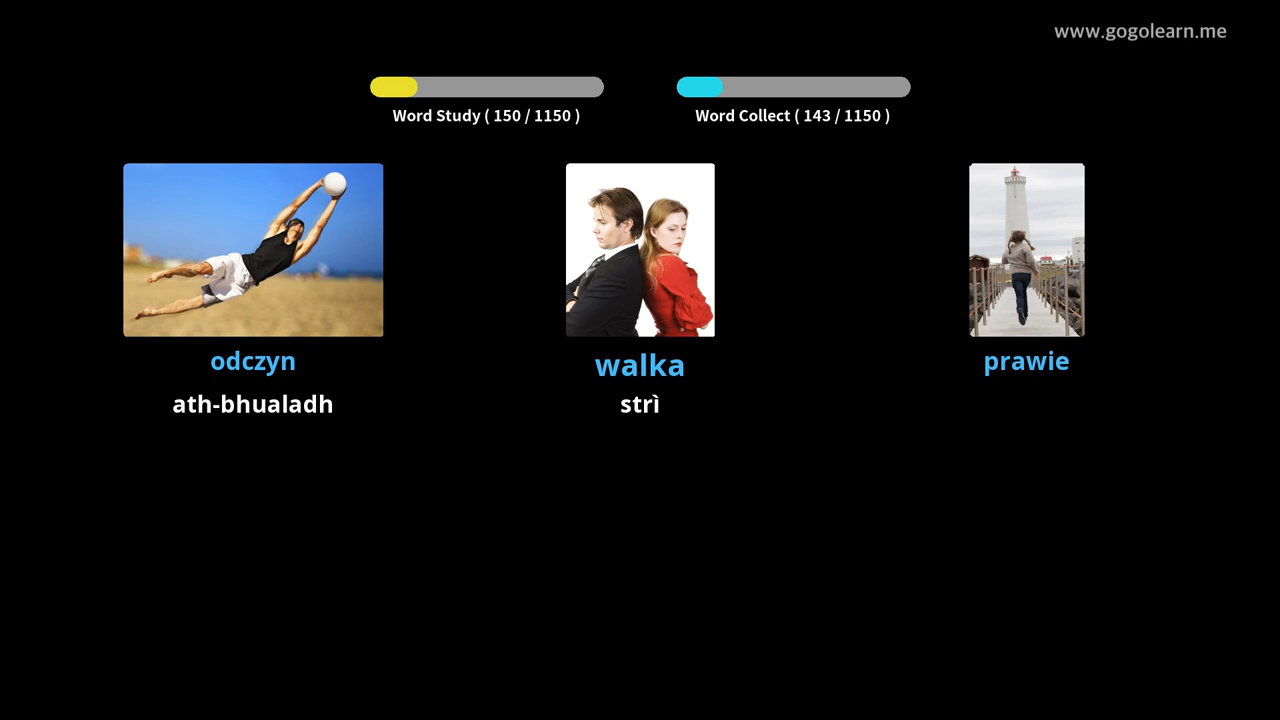 www.gogolearn.me
Word Study ( 150 / 1150 )
Word Collect ( 143 / 1150 )
odczyn
walka
prawie
ath-bhualadh
strì